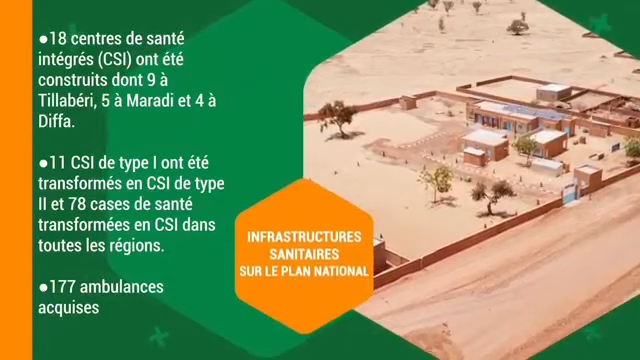 ●18 centres de santé
intégrés (CSI) ont été
construits dont 9 à
Tillabéri, 5 à Maradi et 4 à
Diffa.
●11 CSI de type I ont été
transformés en CSI de type
II et 78 cases de santé
transformées en CSI dans
toutes les régions.
●177 ambulances
acquises
INFRASTRUCTURES
SANITAIRES
SUR LE PLAN NATIONAL